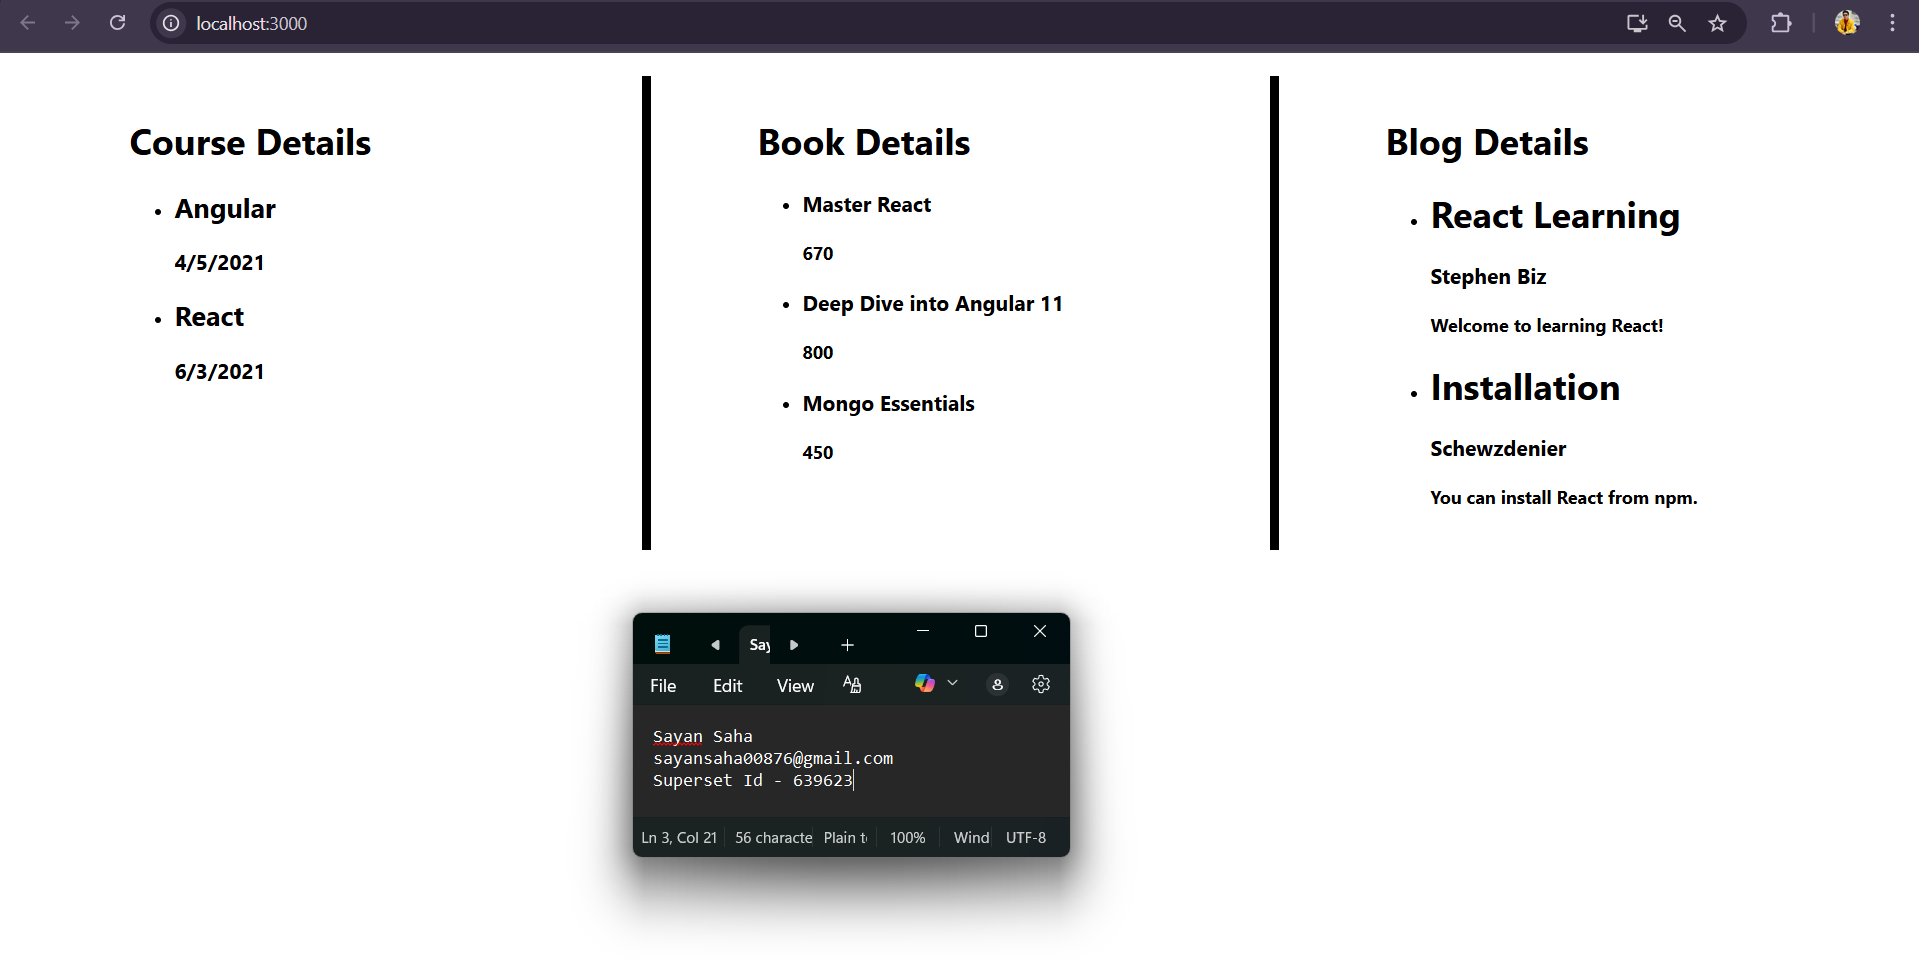 localhost:3000
Course Details
Angular
4/5/2021
React
6/3/2021
Book Details
Master React
670
Deep Dive into Angular 11
800
Mongo Essentials
450
Blog Details
React Learning
Stephen Biz
Welcome to learning React!
Installation
Schewzdenier
You can install React from npm.
Say
File Edit View
Sayan Saha
sayansaha00876@gmail.com
Superset Id - 639623
Ln 3, Col 21 56 characte Plain t 100% Wind UTF-8